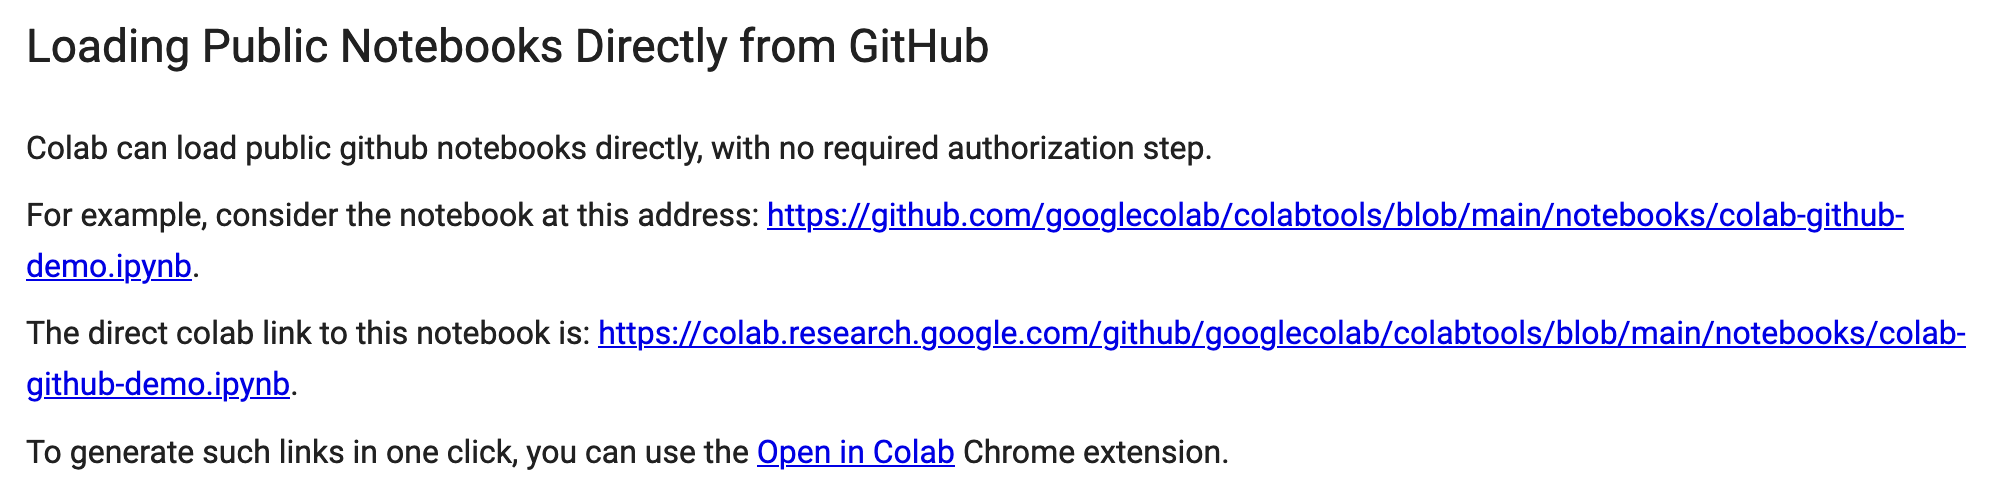 Loading Public Notebooks Directly from GitHub
Colab can load public github notebooks directly, with no required authorization step.
For example, consider the notebook at this address: https://github.com/googlecolab/colabtools/blob/main/notebooks/colab-github-
demo.ipynb.
The direct colab link to this notebook is: https://colab.research.google.com/github/googlecolab/colabtools/blob/main/notebooks/colab-
github-demo.ipynb.
To generate such links in one click, you can use the Open in Colab Chrome extension.